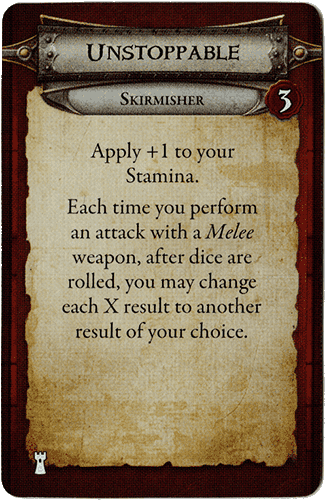 Unstoppable
Skirmisher
3
Apply +1 to your
Stamina.
Each time you perform
an attack with a Melee
weapon, after dice are
rolled, you may change
each X result to another
result of your choice.